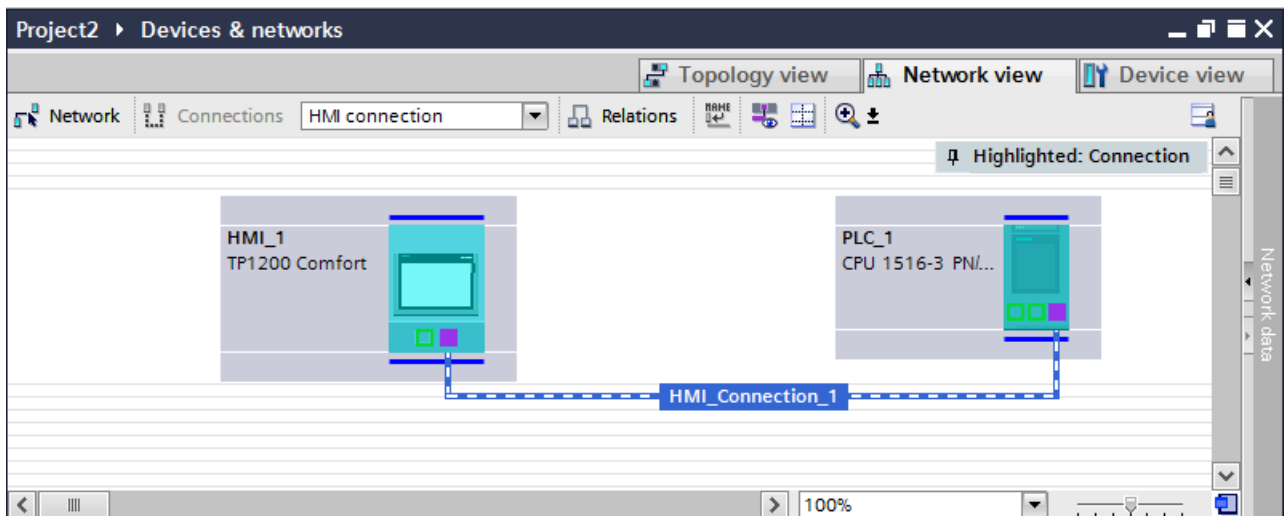 Project2 ▸ Devices & networks
Topology view Network view Device view
Network Connections HMI connection Relations NAME
Highlighted: Connection
HMI_1
TP1200 Comfort
PLC_1
CPU 1516-3 PN/...
HMI_Connection_1
Network data
100%